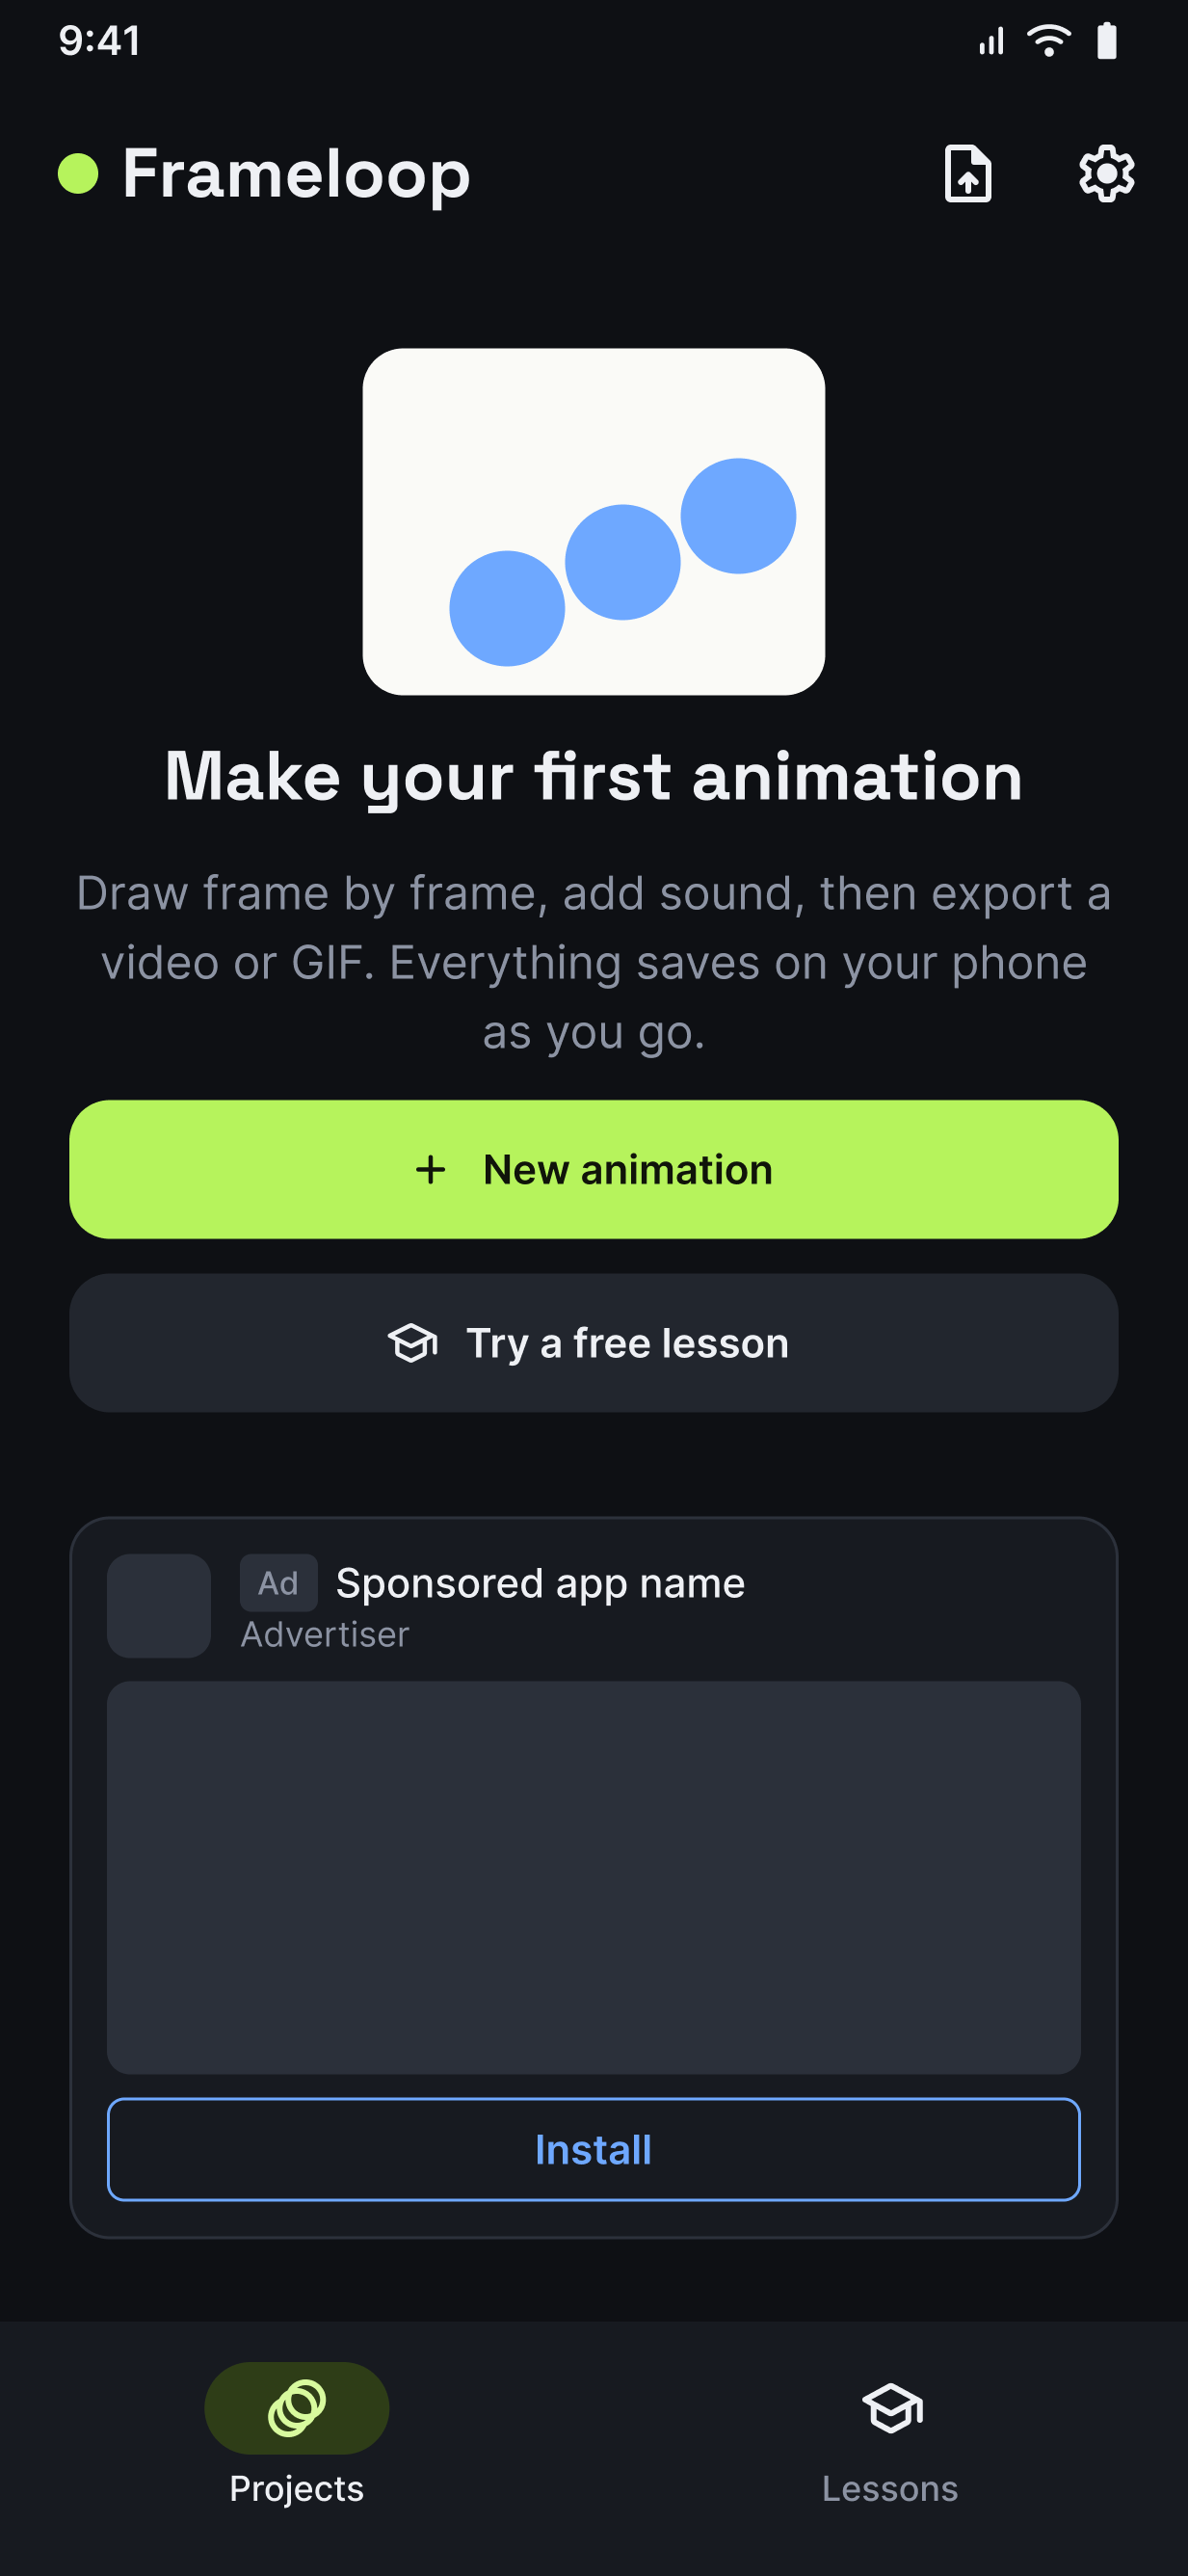 9:41
Frameloop
Make your first animation
Draw frame by frame, add sound, then export a
video or GIF. Everything saves on your phone
as you go.
New animation
Try a free lesson
Ad Sponsored app name
Advertiser
Install
Projects
Lessons